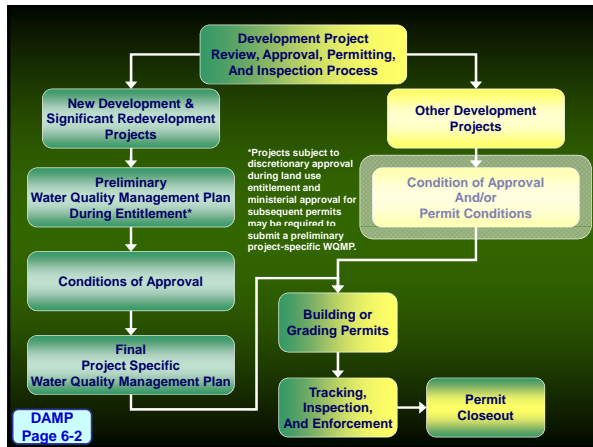 Development Project
Review, Approval, Permitting,
And Inspection Process
New Development &
Significant Redevelopment
Projects
Other Development
Projects
Preliminary
Water Quality Management Plan
During Entitlement*
*Projects subject to
discretionary approval
during land use
entitlement and
ministerial approval for
subsequent permits
may be required to
submit a preliminary
project-specific WQMP.
Condition of Approval
And/or
Permit Conditions
Conditions of Approval
Building or
Grading Permits
Final
Project Specific
Water Quality Management Plan
Tracking,
Inspection,
And Enforcement
Permit
Closeout
DAMP
Page 6-2